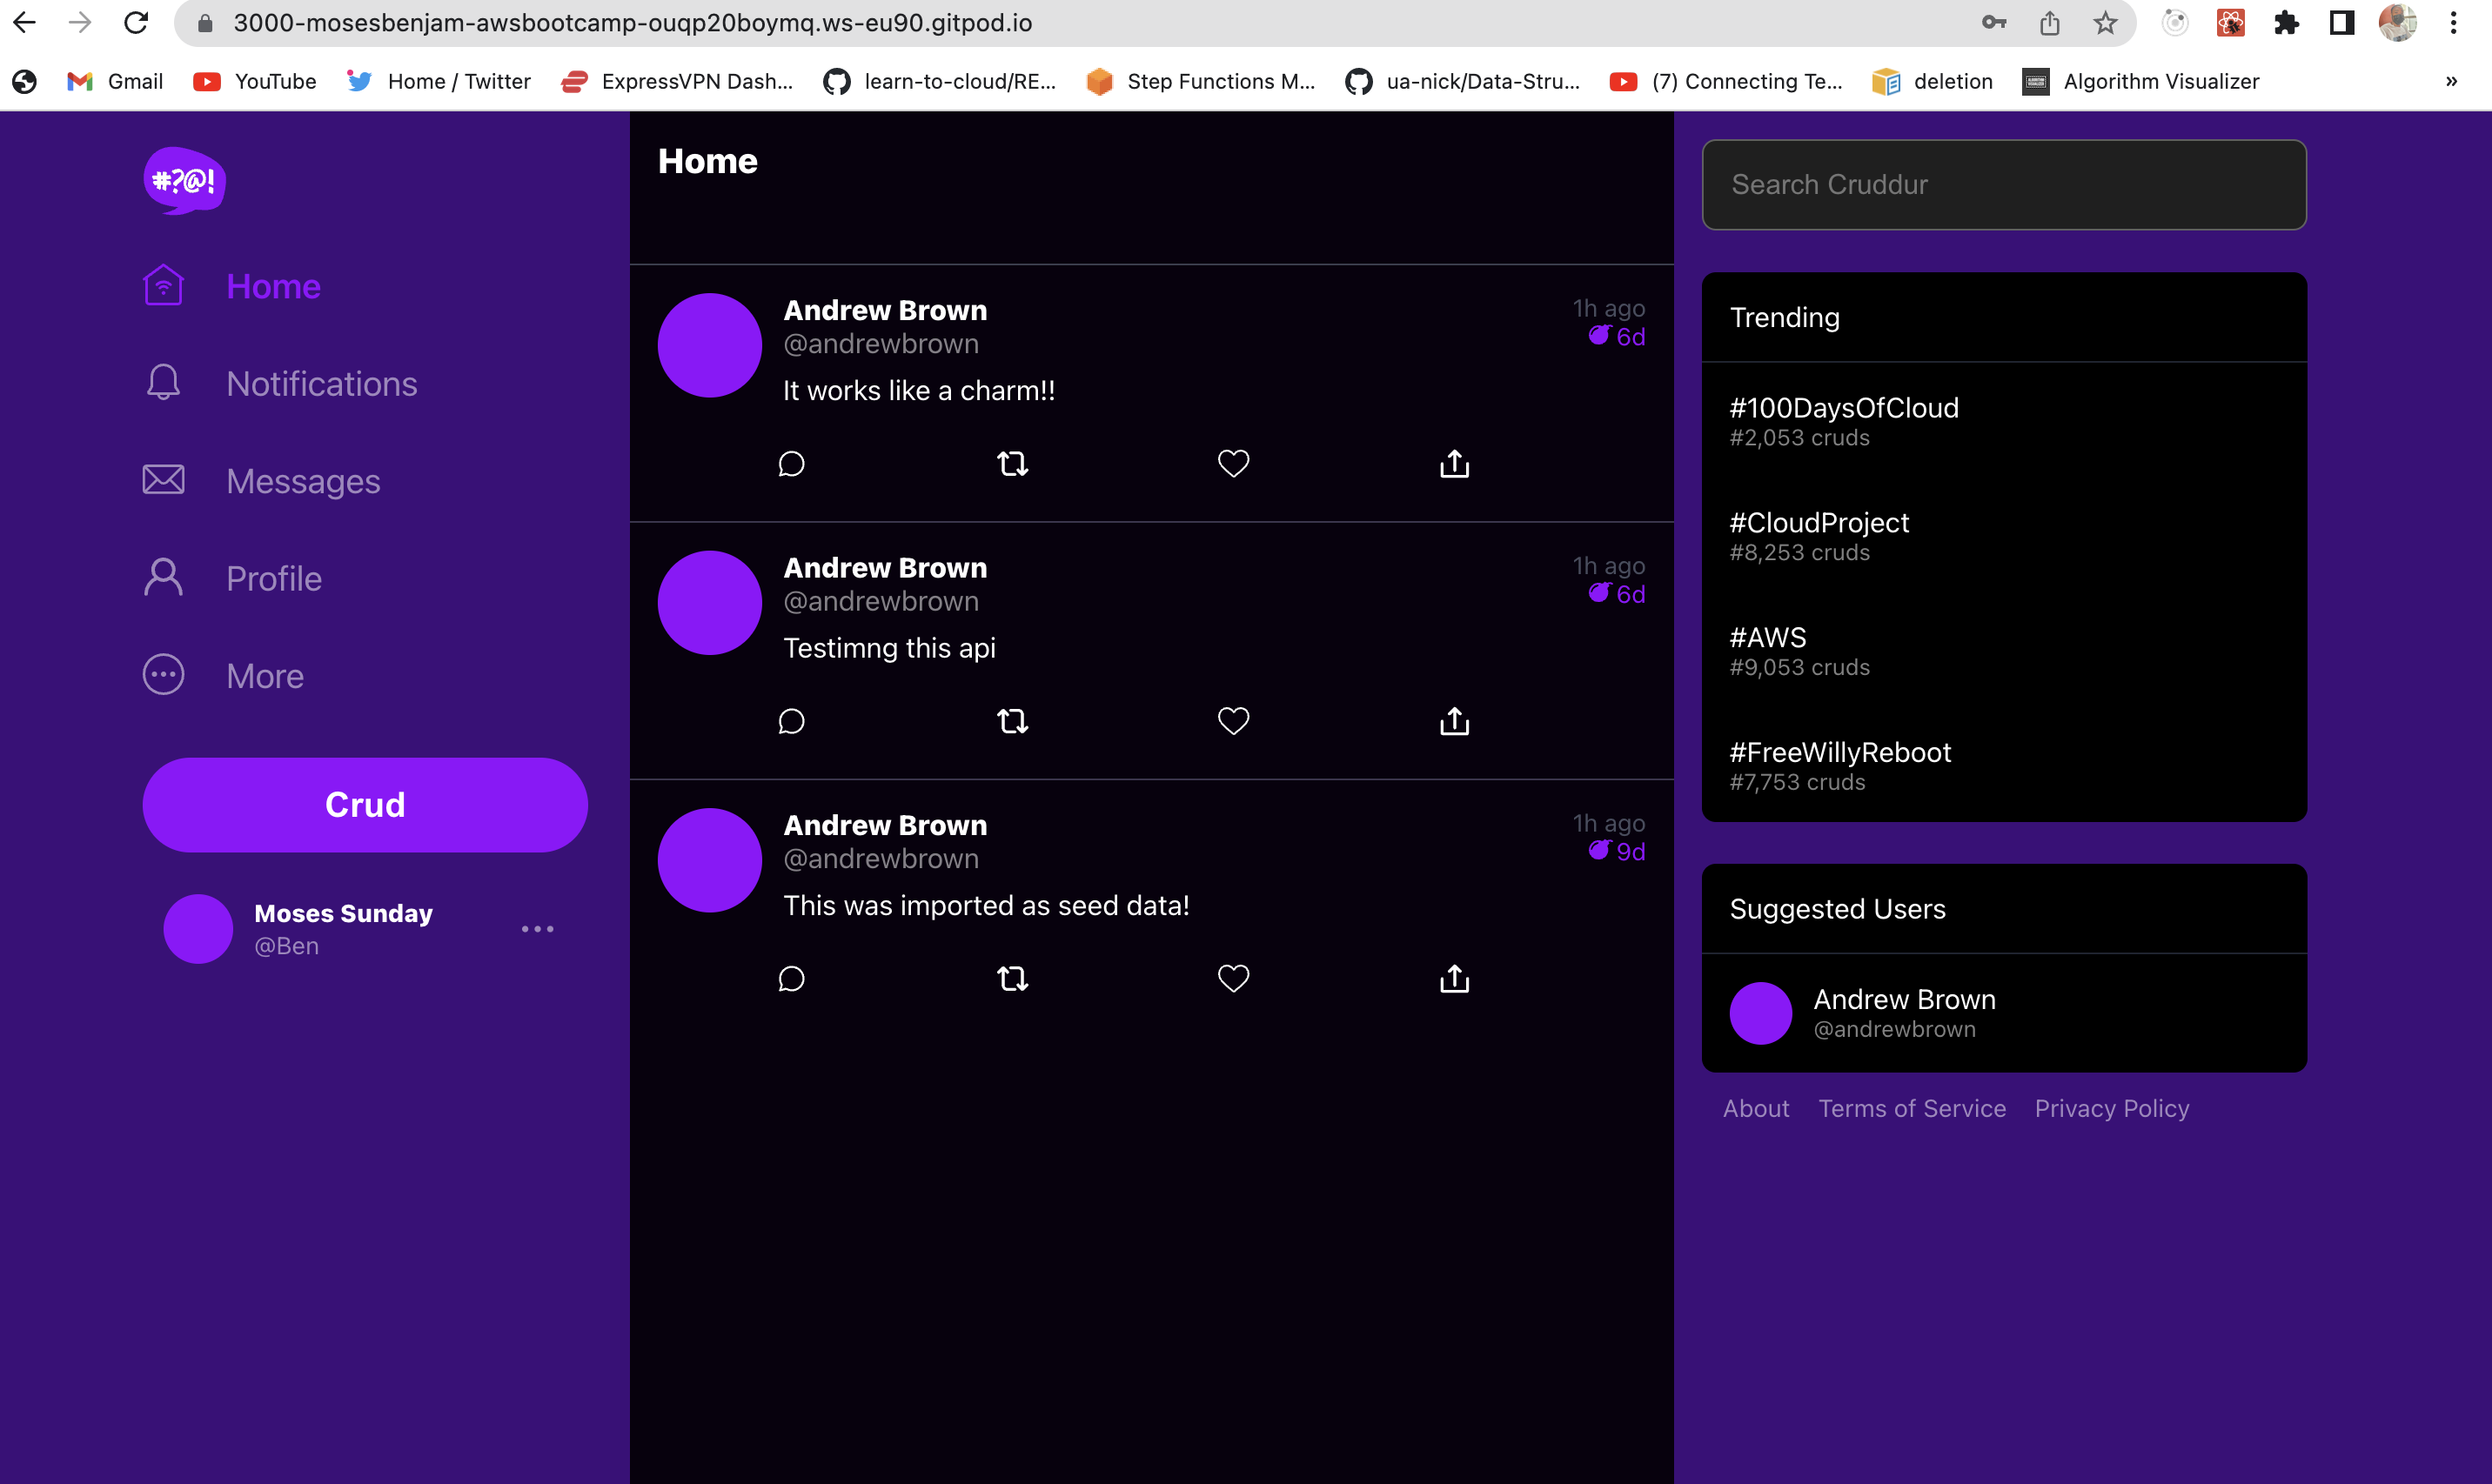 3000-mosesbenjam-awsbootcamp-ouqp20boymq.ws-eu90.gitpod.io
Gmail
YouTube
Home / Twitter
ExpressVPN Dash...
learn-to-cloud/RE...
Step Functions M...
ua-nick/Data-Stru...
(7) Connecting Te...
deletion
Algorithm Visualizer
»
#?@!
Home
Notifications
Messages
Profile
More
Crud
Moses Sunday
@Ben
Home
Andrew Brown
1h ago
@andrewbrown
6d
It works like a charm!!
Andrew Brown
1h ago
@andrewbrown
6d
Testimng this api
Andrew Brown
1h ago
@andrewbrown
9d
This was imported as seed data!
Search Cruddur
Trending
#100DaysOfCloud
#2,053 cruds
#CloudProject
#8,253 cruds
#AWS
#9,053 cruds
#FreeWillyReboot
#7,753 cruds
Suggested Users
Andrew Brown
@andrewbrown
About Terms of Service Privacy Policy